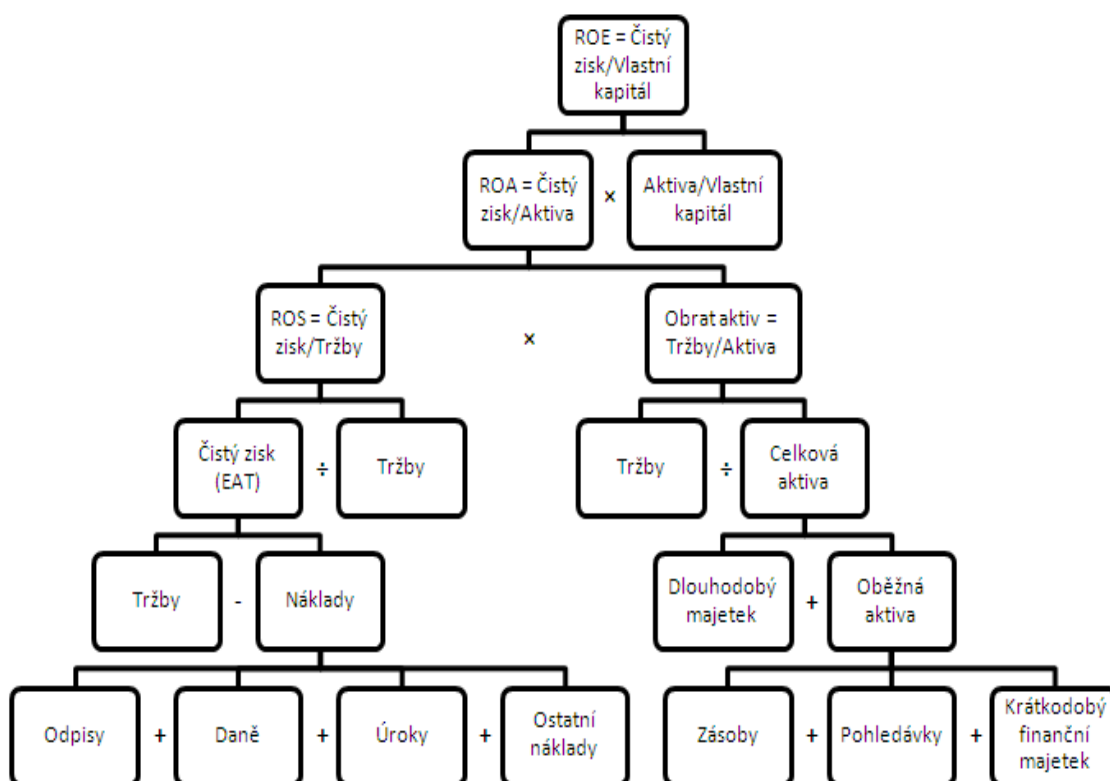 ROE = Čistý
zisk/Vlastní
kapitál
ROA = Čistý
zisk/Aktiva
×
Aktiva/Vlastní
kapitál
ROS = Čistý
zisk/Tržby
×
Obrat aktiv =
Tržby/Aktiva
Čistý zisk
(EAT)
÷
Tržby
Tržby
÷
Celková
aktiva
Tržby
-
Náklady
Dlouhodobý
majetek
+
Oběžná
aktiva
Odpisy
+
Daně
+
Úroky
+
Ostatní
náklady
Zásoby
+
Pohledávky
+
Krátkodobý
finanční
majetek